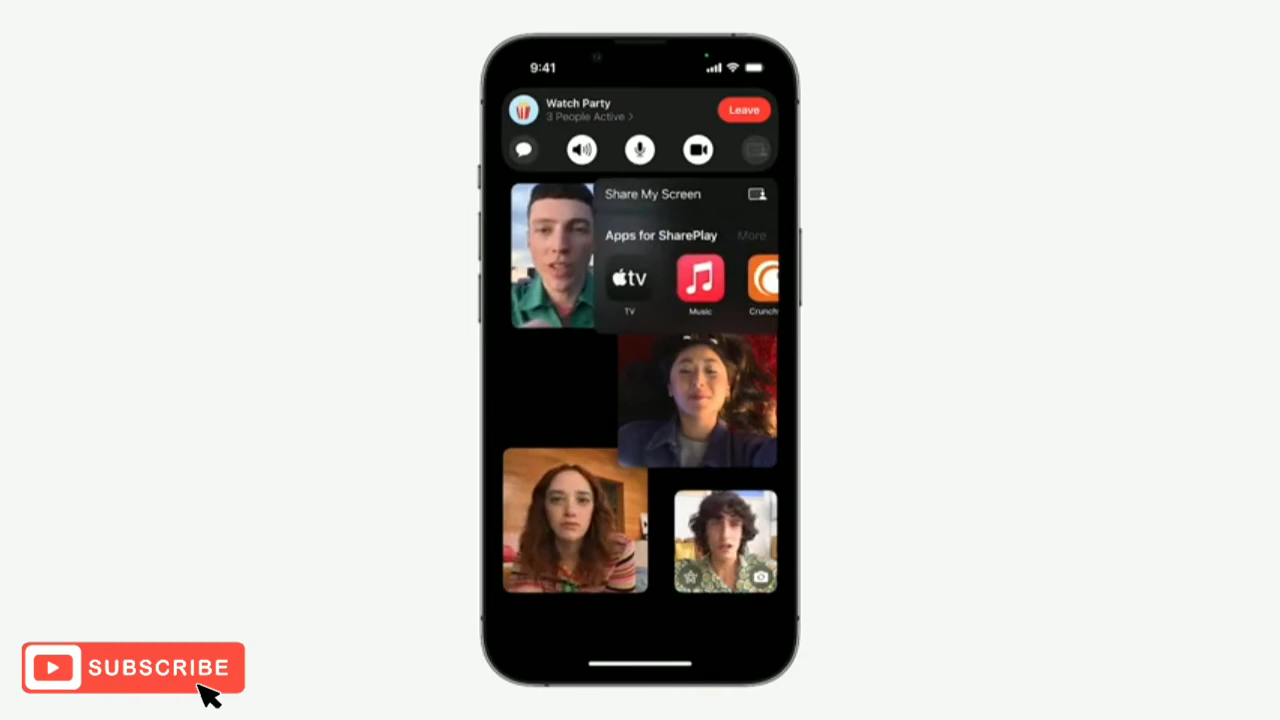 9:41
Watch Party
Leave
3 People Active >
Share My Screen
Apps for SharePlay More
tv
TV Music Crunchy
SUBSCRIBE